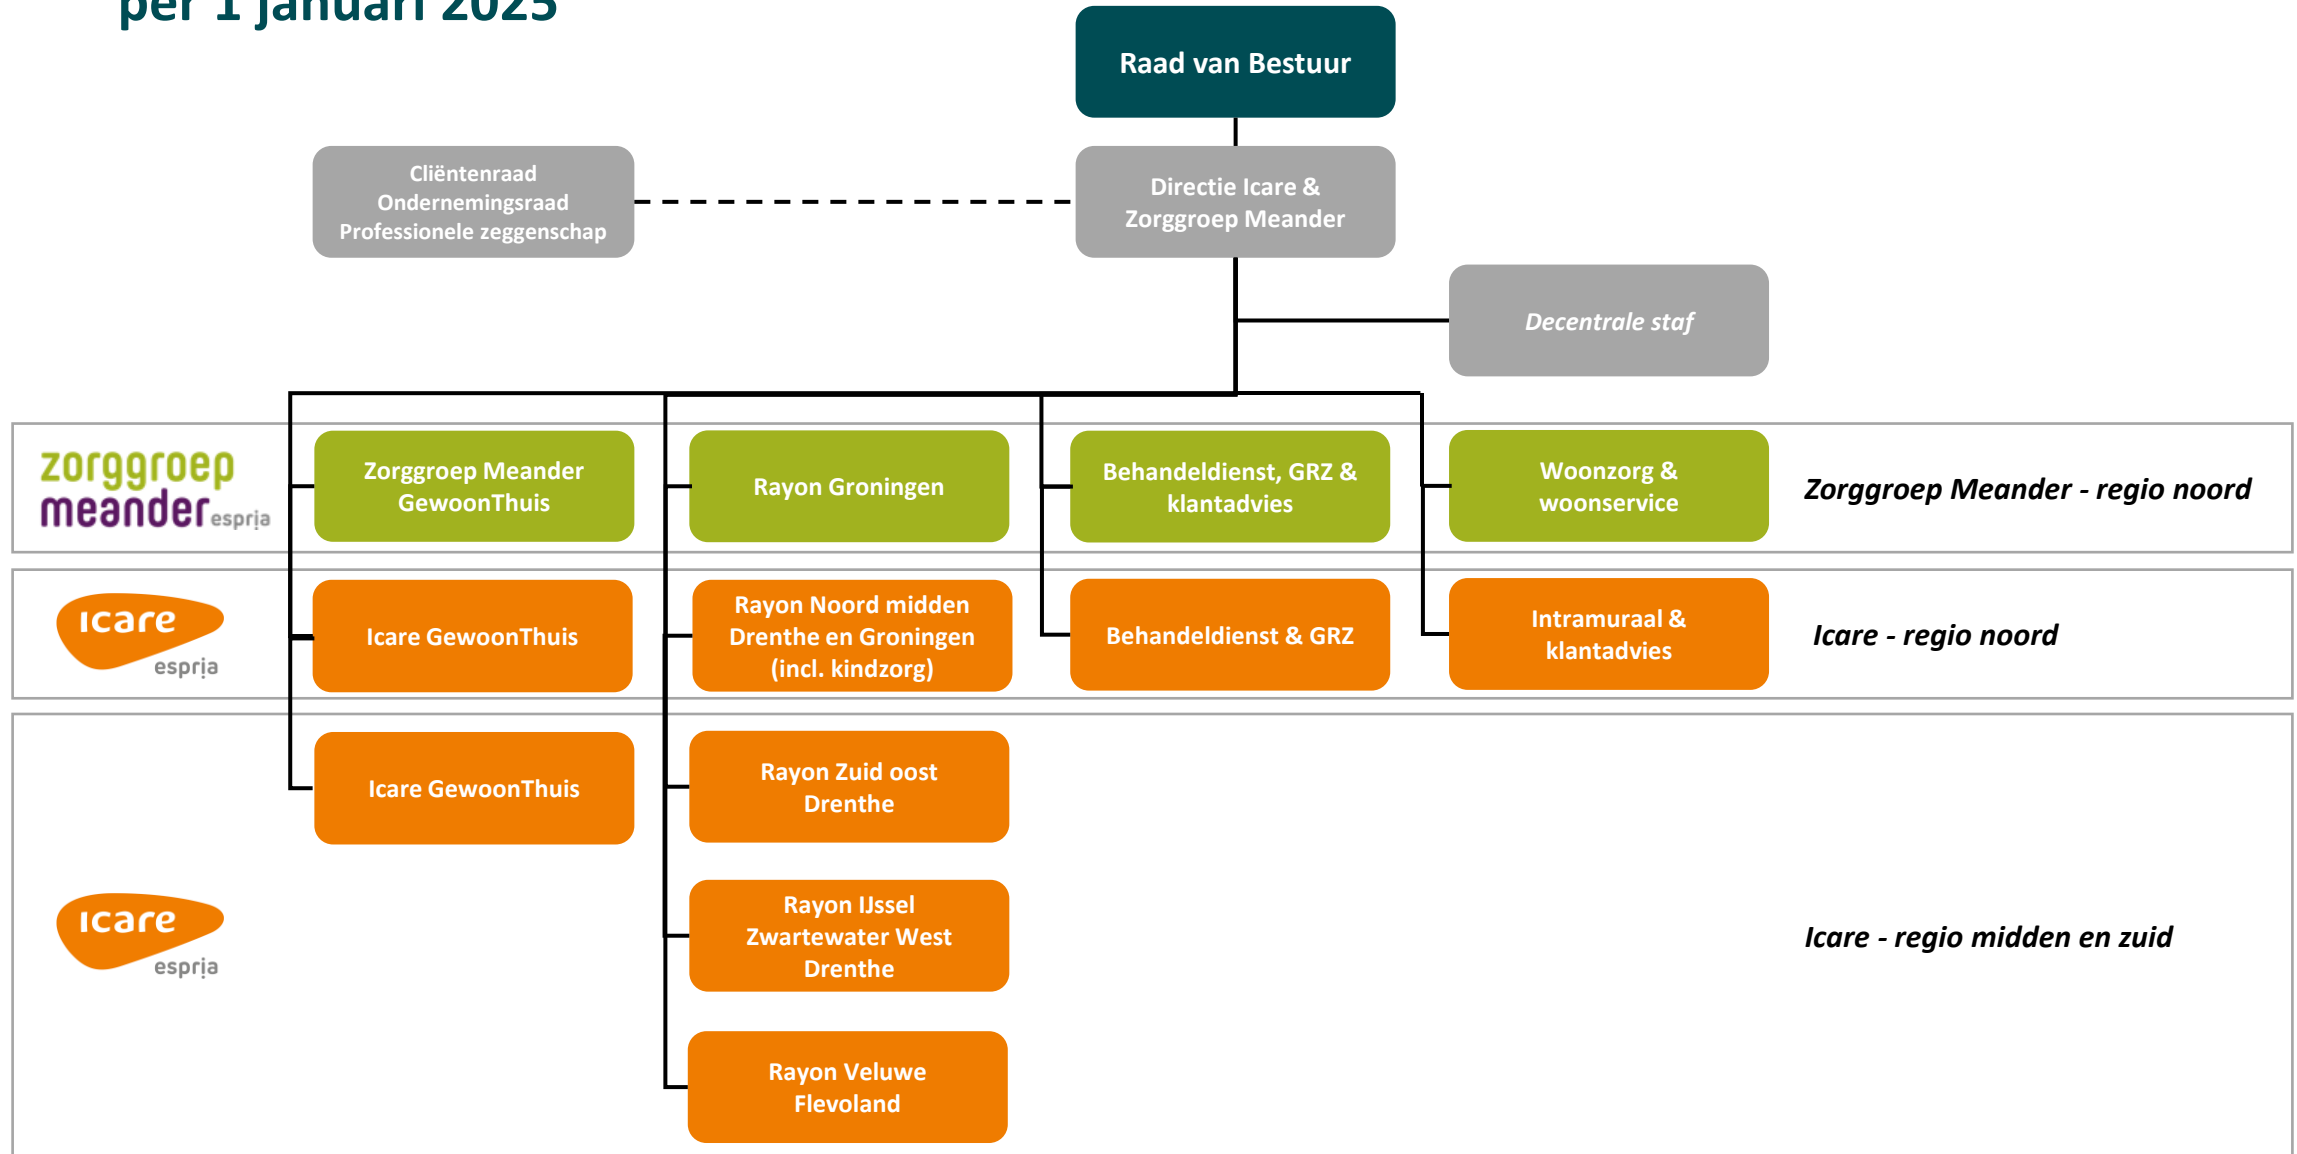 per 1 januari 2025
Raad van Bestuur
Cliëntenraad
Ondernemingsraad
Professionele zeggenschap
Directie Icare &
Zorggroep Meander
Decentrale staf
zorggroep
meander espria
Zorggroep Meander
GewoonThuis
Rayon Groningen
Behandeldienst, GRZ &
klantadvies
Woonzorg &
woonservice
Zorggroep Meander - regio noord
ıcare
espria
Icare GewoonThuis
Rayon Noord midden
Drenthe en Groningen
(incl. kindzorg)
Behandeldienst & GRZ
Intramuraal &
klantadvies
Icare - regio noord
Icare GewoonThuis
Rayon Zuid oost
Drenthe
ıcare
espria
Rayon IJssel
Zwartewater West
Drenthe
Icare - regio midden en zuid
Rayon Veluwe
Flevoland